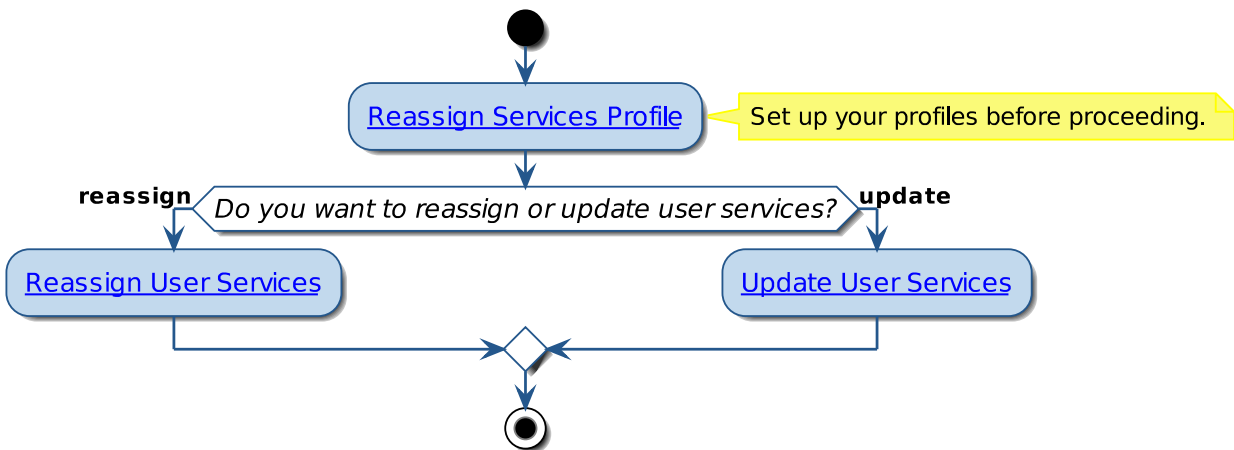 Reassign Services Profile
Set up your profiles before proceeding.
reassign
Do you want to reassign or update user services?
update
Reassign User Services
Update User Services